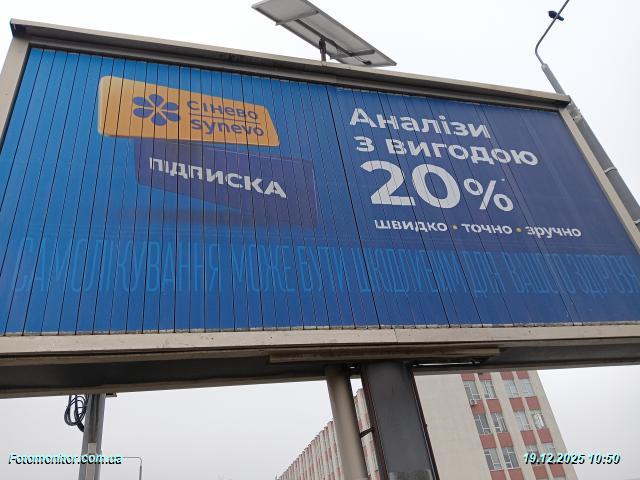 Сінево
Synevo
ПІДПИСКА
Аналізи
з вигодою
20%
швидко • точно • зручно
САМОЛІКУВАННЯ МОЖЕ БУТИ ШКІДЛИВИМ ДЛЯ ВАШОГО ЗДОРОВ'Я
Fotomonitor.com.ua
19.12.2025 10:50